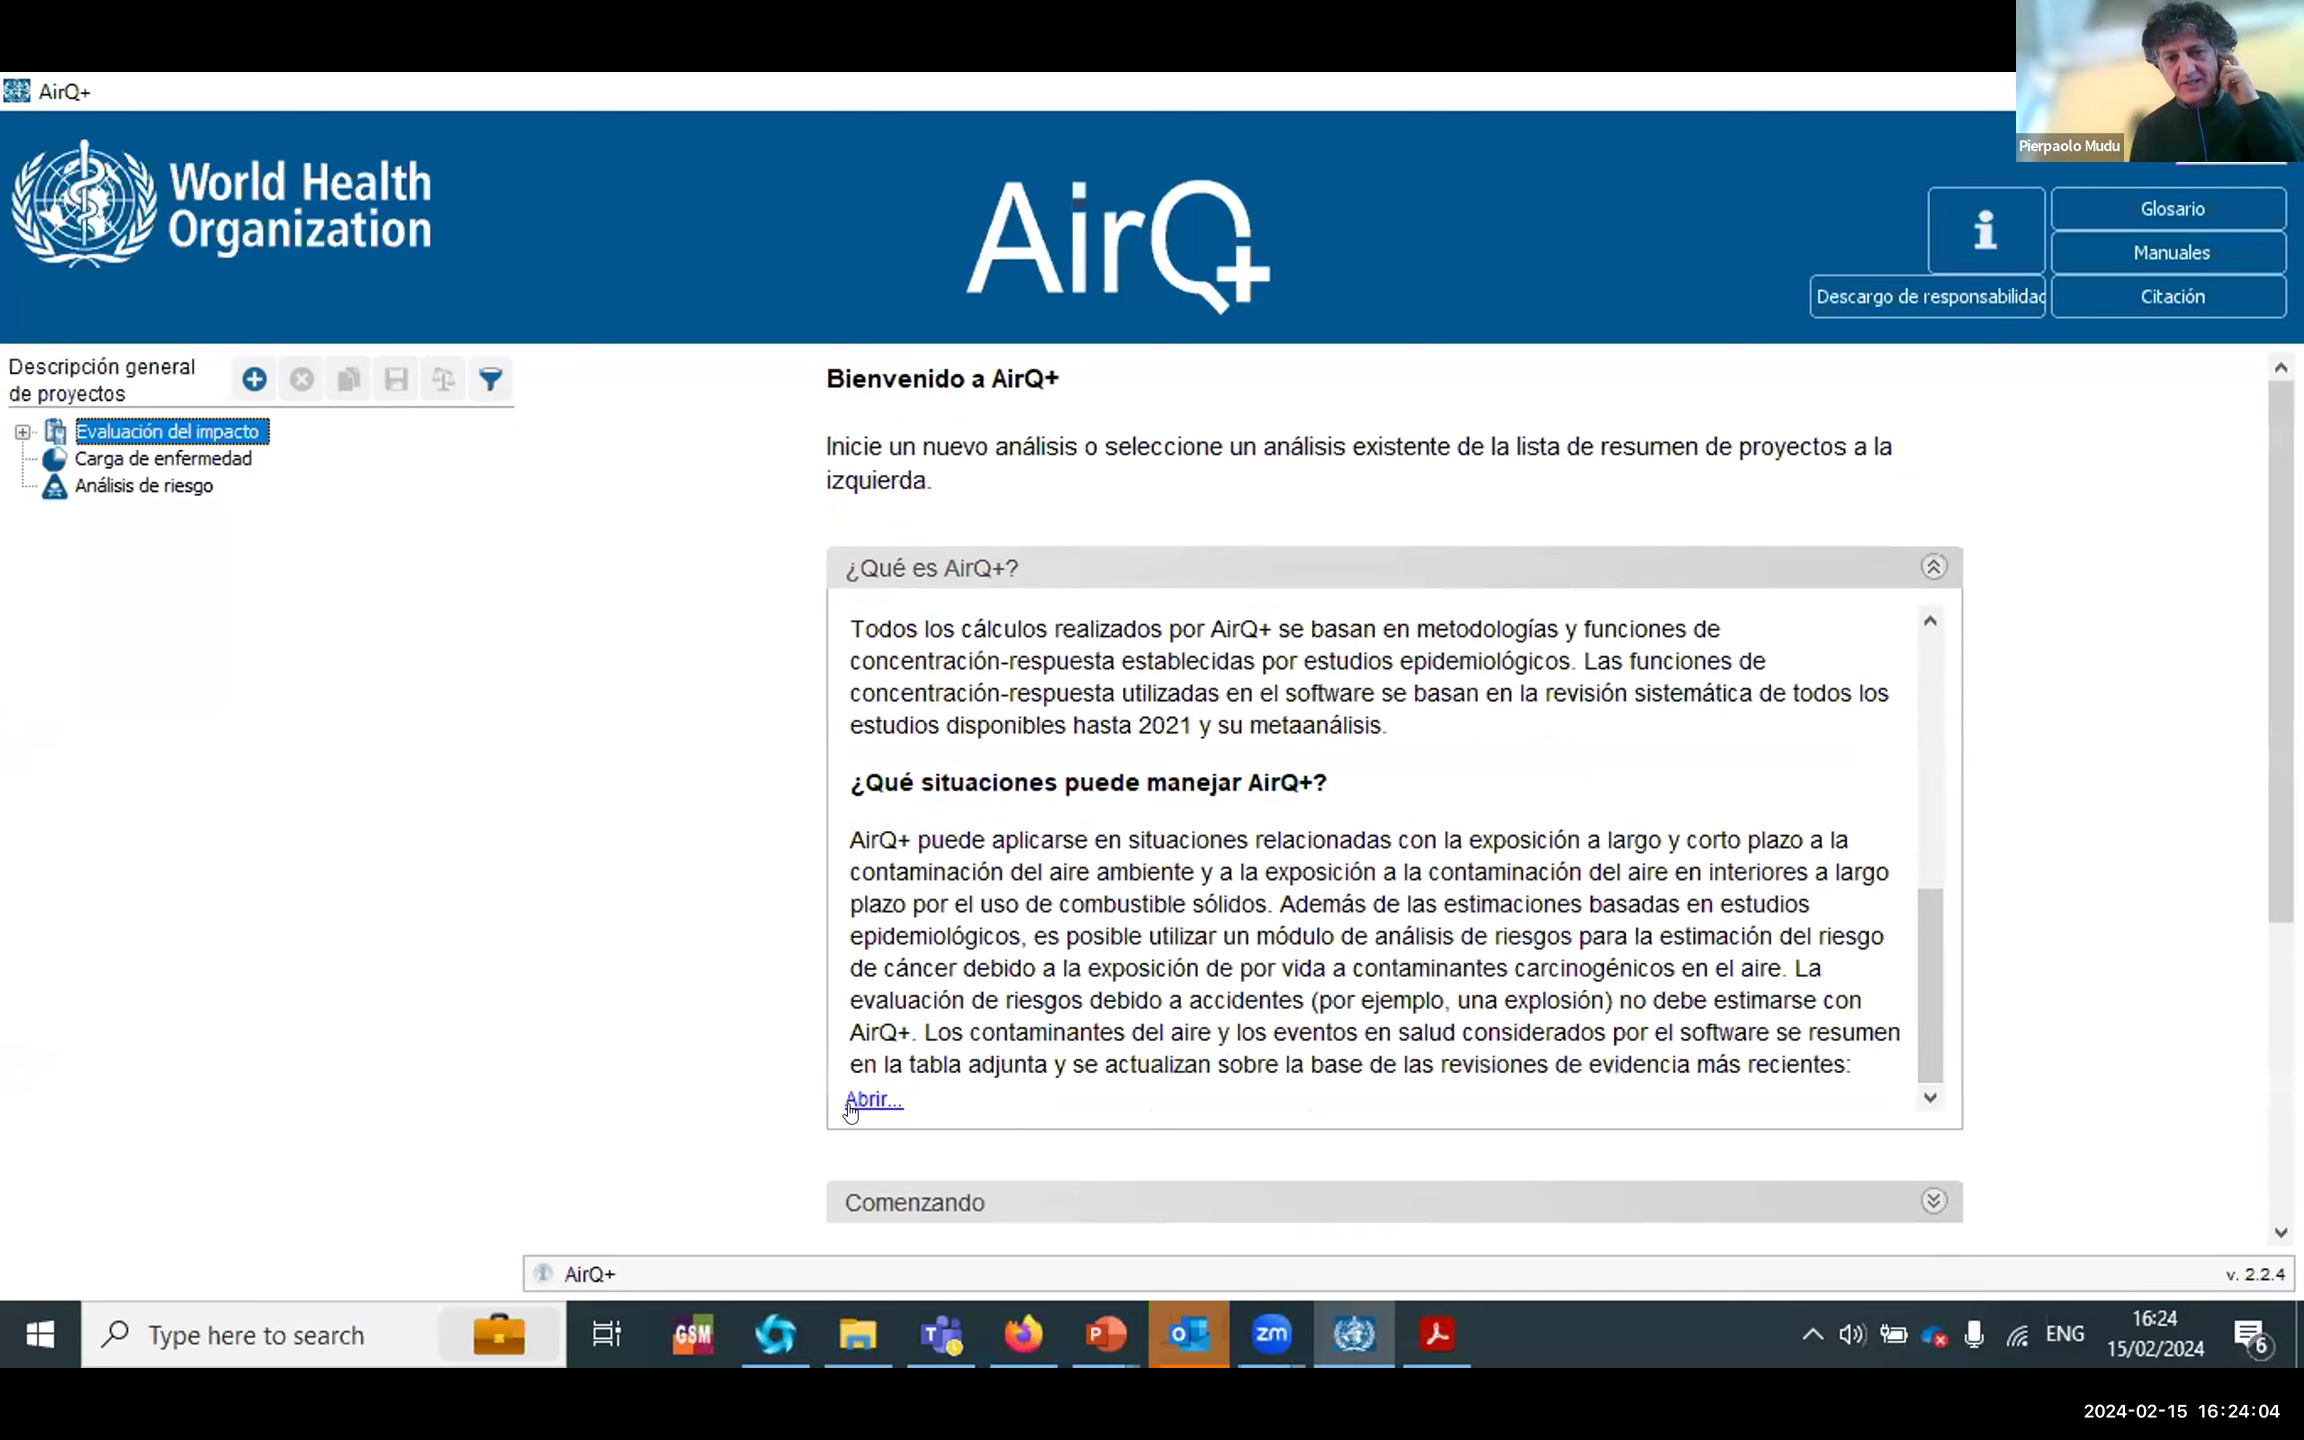 AirQ+
Pierpaolo Mudu
World Health
Organization
AirQ+
Glosario
Manuales
Descargo de responsabilidad
Citación
Descripción general
de proyectos
Evaluación del impacto
Carga de enfermedad
Análisis de riesgo
Bienvenido a AirQ+
Inicie un nuevo análisis o seleccione un análisis existente de la lista de resumen de proyectos a la
izquierda.
¿Qué es AirQ+?
Todos los cálculos realizados por AirQ+ se basan en metodologías y funciones de
concentración-respuesta establecidas por estudios epidemiológicos. Las funciones de
concentración-respuesta utilizadas en el software se basan en la revisión sistemática de todos los
estudios disponibles hasta 2021 y su metaanálisis.
¿Qué situaciones puede manejar AirQ+?
AirQ+ puede aplicarse en situaciones relacionadas con la exposición a largo y corto plazo a la
contaminación del aire ambiente y a la exposición a la contaminación del aire en interiores a largo
plazo por el uso de combustible sólidos. Además de las estimaciones basadas en estudios
epidemiológicos, es posible utilizar un módulo de análisis de riesgos para la estimación del riesgo
de cáncer debido a la exposición de por vida a contaminantes carcinogénicos en el aire. La
evaluación de riesgos debido a accidentes (por ejemplo, una explosión) no debe estimarse con
AirQ+. Los contaminantes del aire y los eventos en salud considerados por el software se resumen
en la tabla adjunta y se actualizan sobre la base de las revisiones de evidencia más recientes:
Abrir...
Comenzando
AirQ+
v. 2.2.4
Type here to search
GSM
zm
ENG
16:24
15/02/2024
6
2024-02-15 16:24:04